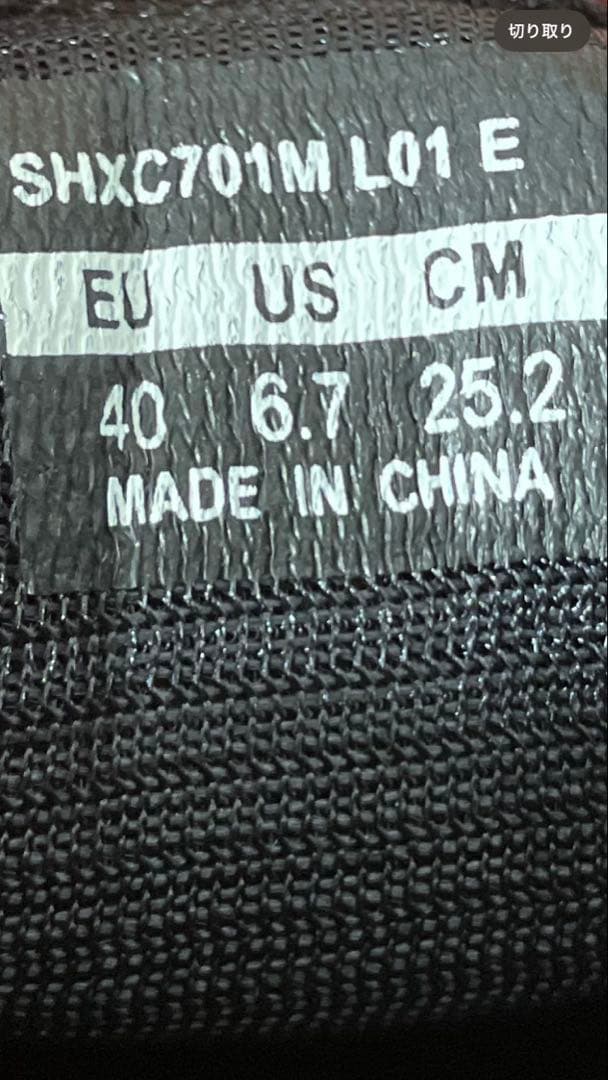 切り取り
SHXC701M L01 E
EU US CM
40 6.7 25.2
MADE IN CHINA